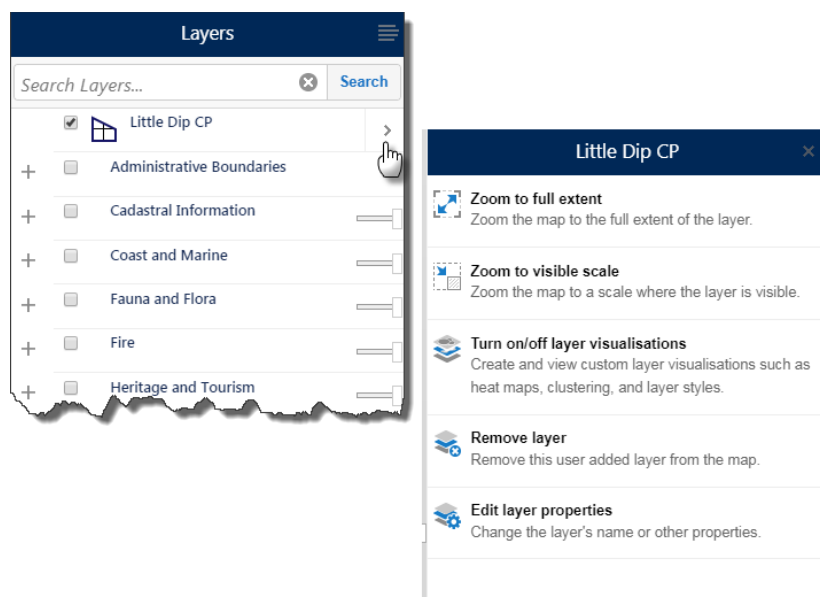 Layers
Search Layers...
Search
Little Dip CP
Administrative Boundaries
Cadastral Information
Coast and Marine
Fauna and Flora
Fire
Heritage and Tourism
Little Dip CP
Zoom to full extent
Zoom the map to the full extent of the layer.
Zoom to visible scale
Zoom the map to a scale where the layer is visible.
Turn on/off layer visualisations
Create and view custom layer visualisations such as
heat maps, clustering, and layer styles.
Remove layer
Remove this user added layer from the map.
Edit layer properties
Change the layer's name or other properties.